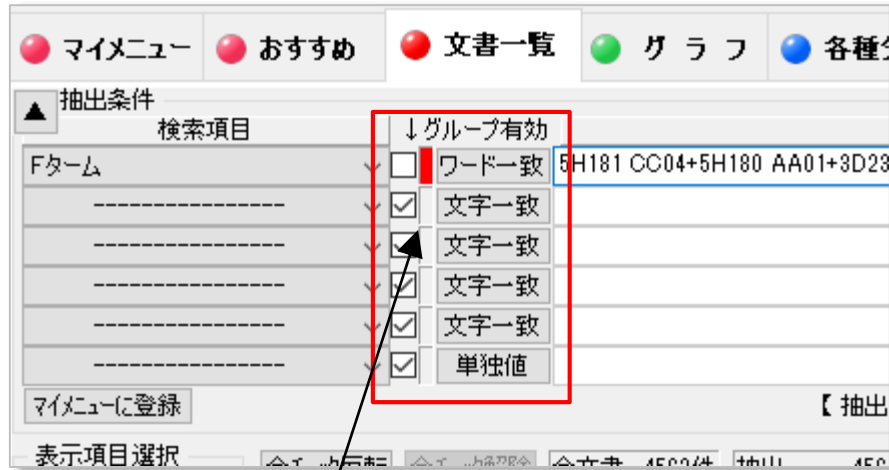 マイメニュー おすすめ 文書一覧 グラフ 各種
▲ 抽出条件
検索項目 ↓グループ有効
Fターム ワード一致 5H181 CC04+5H180 AA01+3D23
---------------- 文字一致
---------------- 文字一致
---------------- 文字一致
---------------- 文字一致
---------------- 単独値
マイメニューに登録 【 抽出
表示項目選択